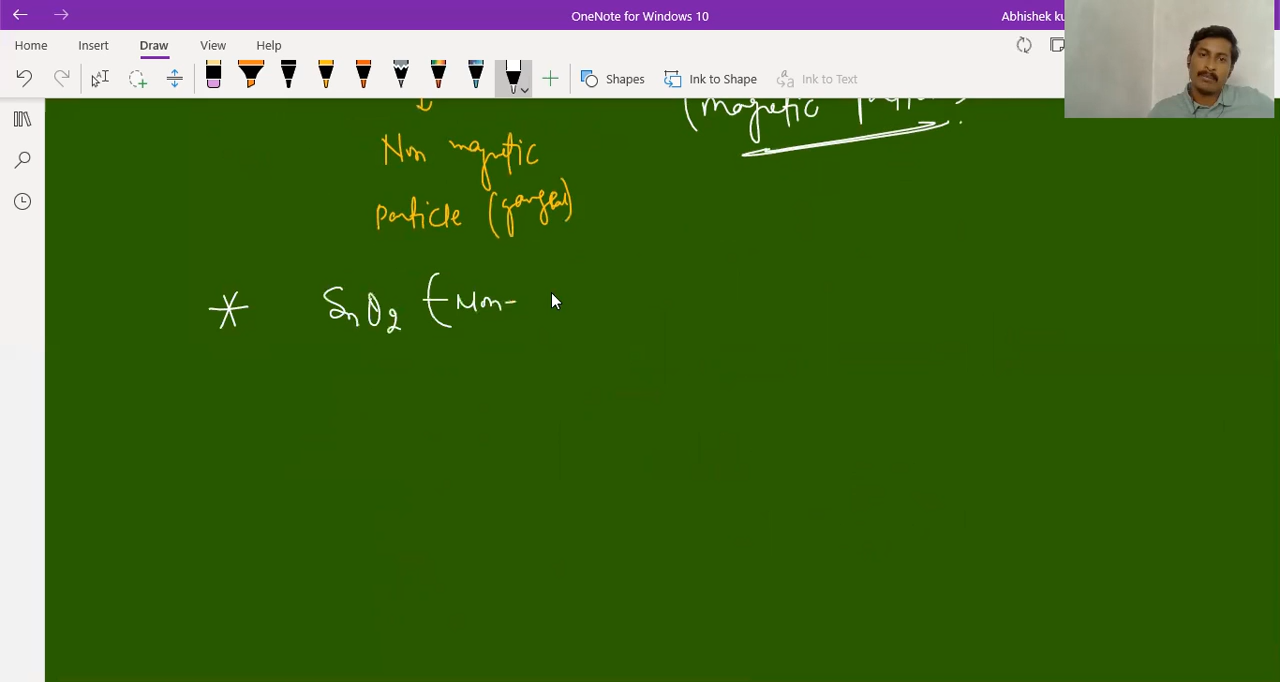 OneNote for Windows 10
Abhishek ku
Home Insert Draw View Help
Shapes Ink to Shape Ink to Text
(magnetic
Non magnetic
particle
* SnO2 (Non-